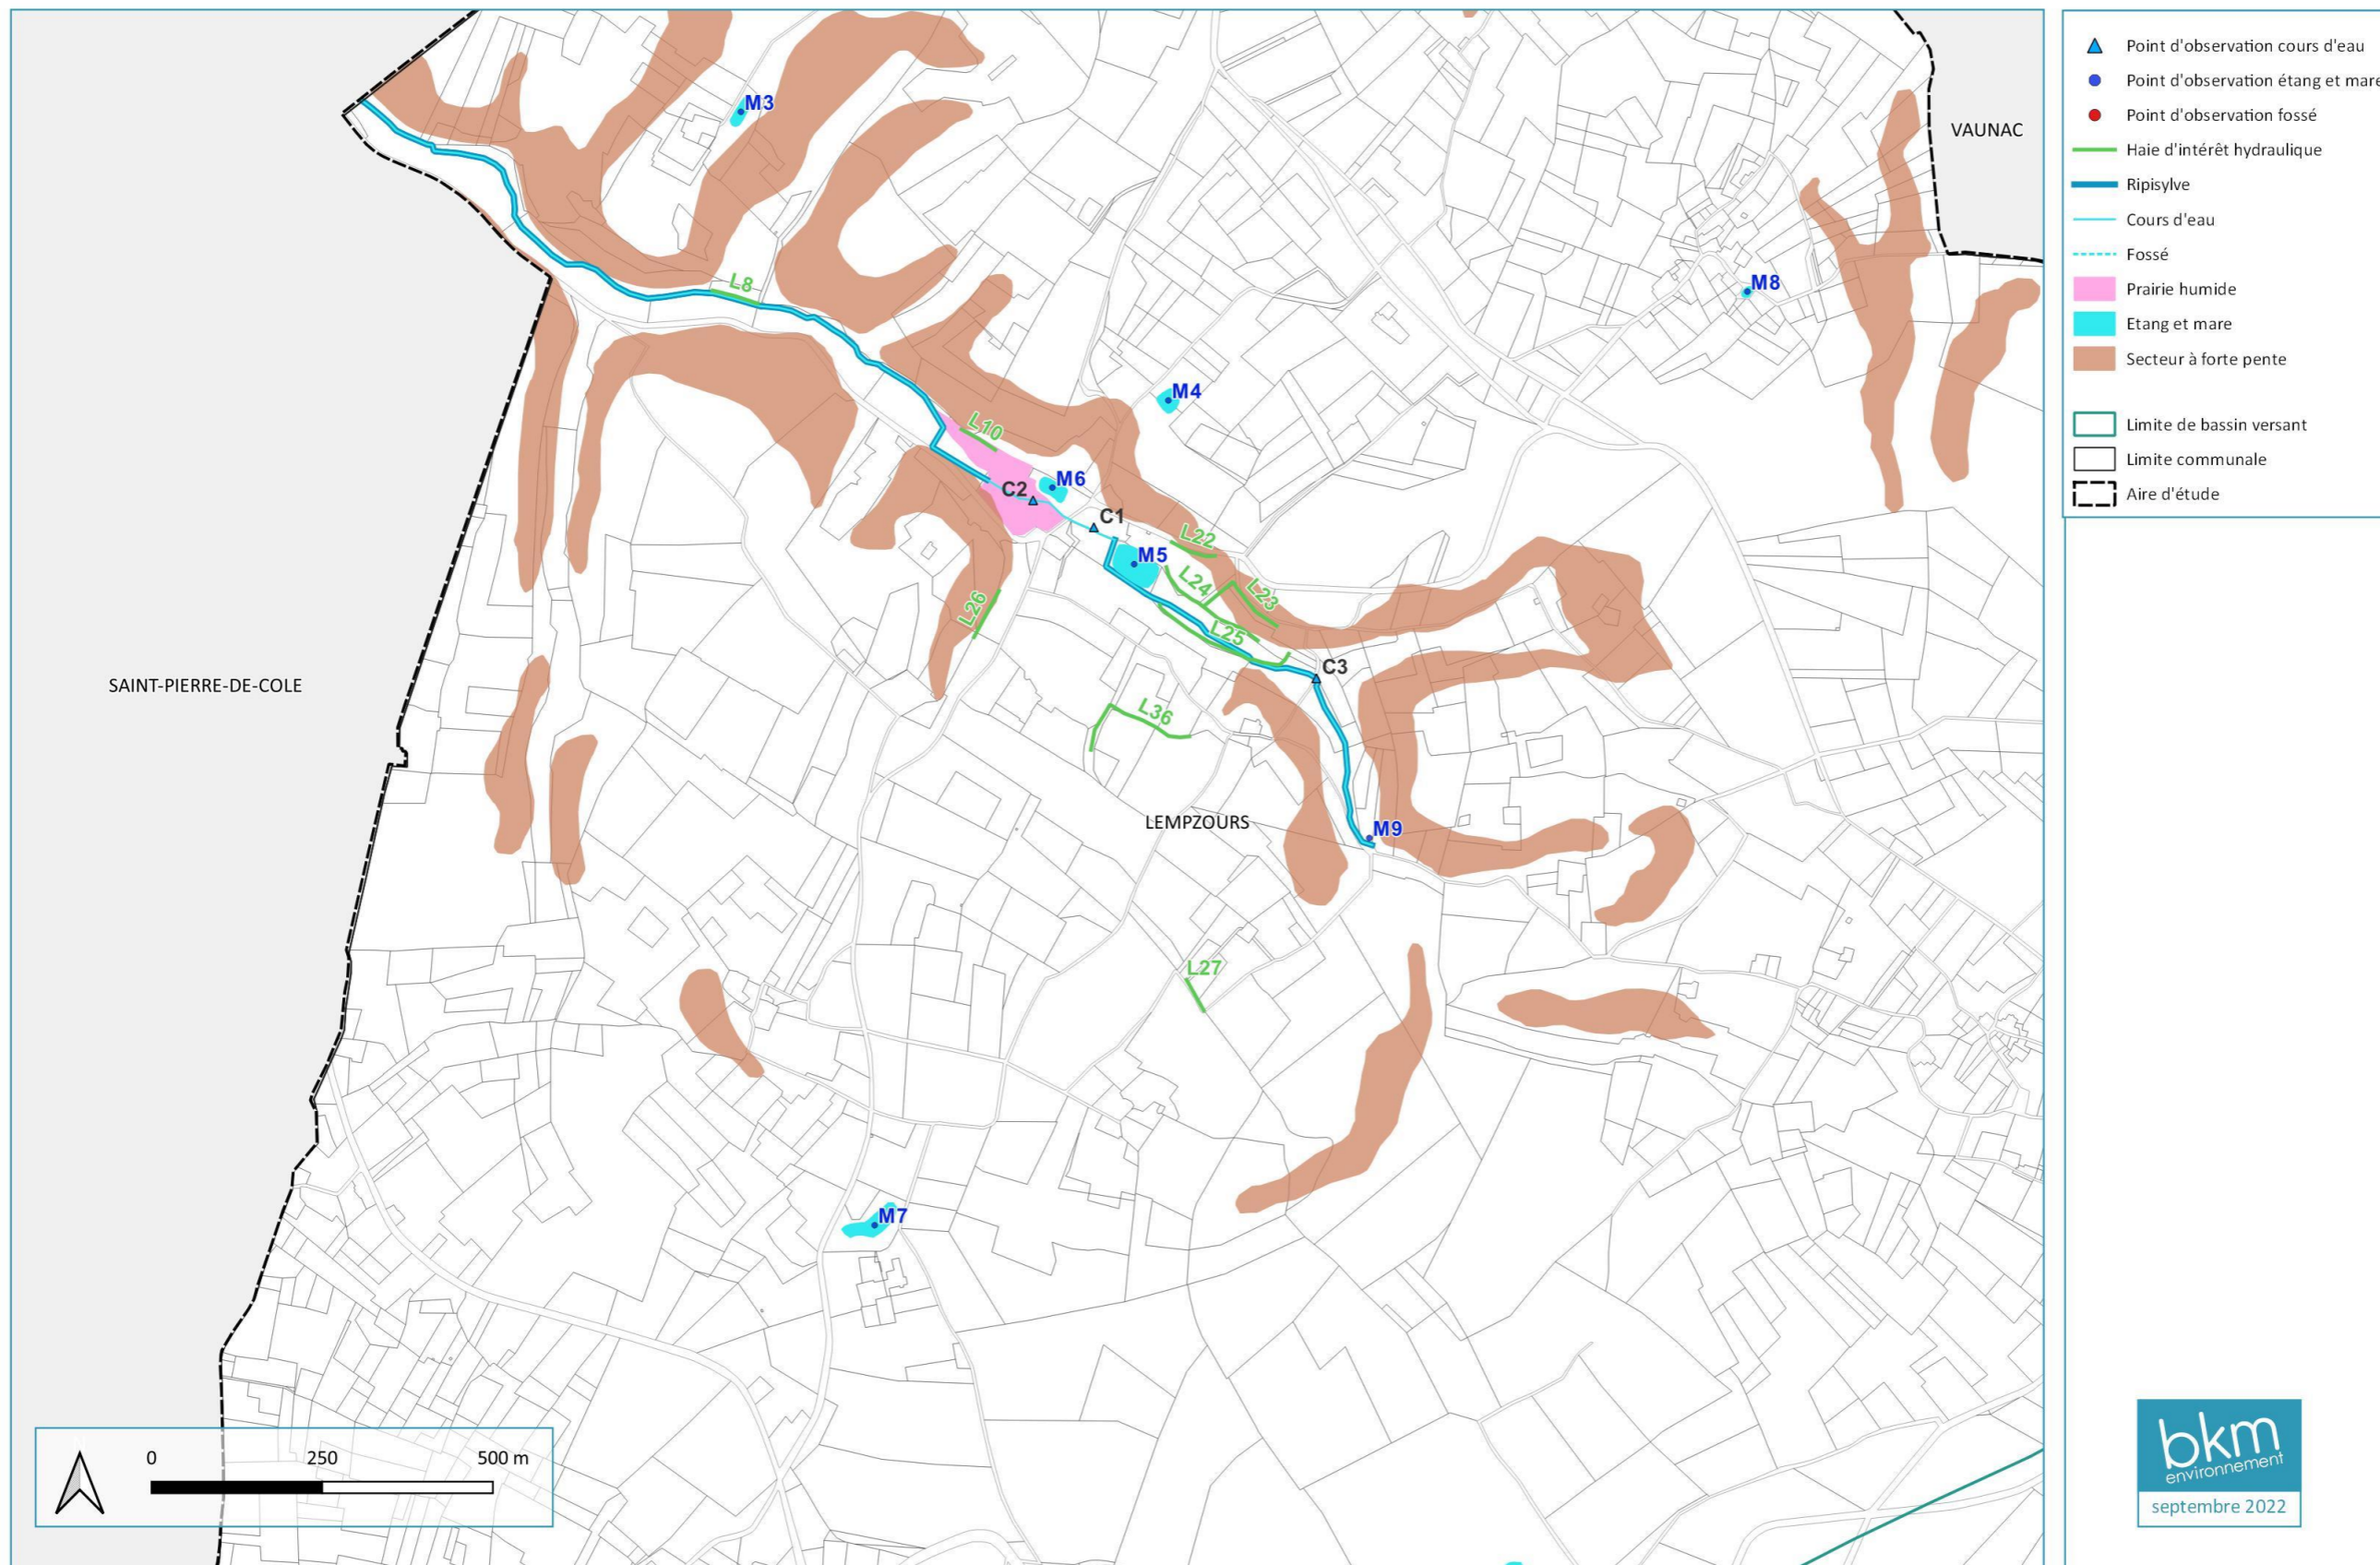 M3
VAUNAC
L8
M8
M4
L10
M6
C2
C1
L22
M5
L24
L23
L26
L25
C3
SAINT-PIERRE-DE-COLE
L36
LEMPZOURS
M9
L27
M7
0 250 500 m
Point d'observation cours d'eau
Point d'observation étang et mare
Point d'observation fossé
Haie d'intérêt hydraulique
Ripisylve
Cours d'eau
Fossé
Prairie humide
Etang et mare
Secteur à forte pente
Limite de bassin versant
Limite communale
Aire d'étude
bkm
environnement
septembre 2022